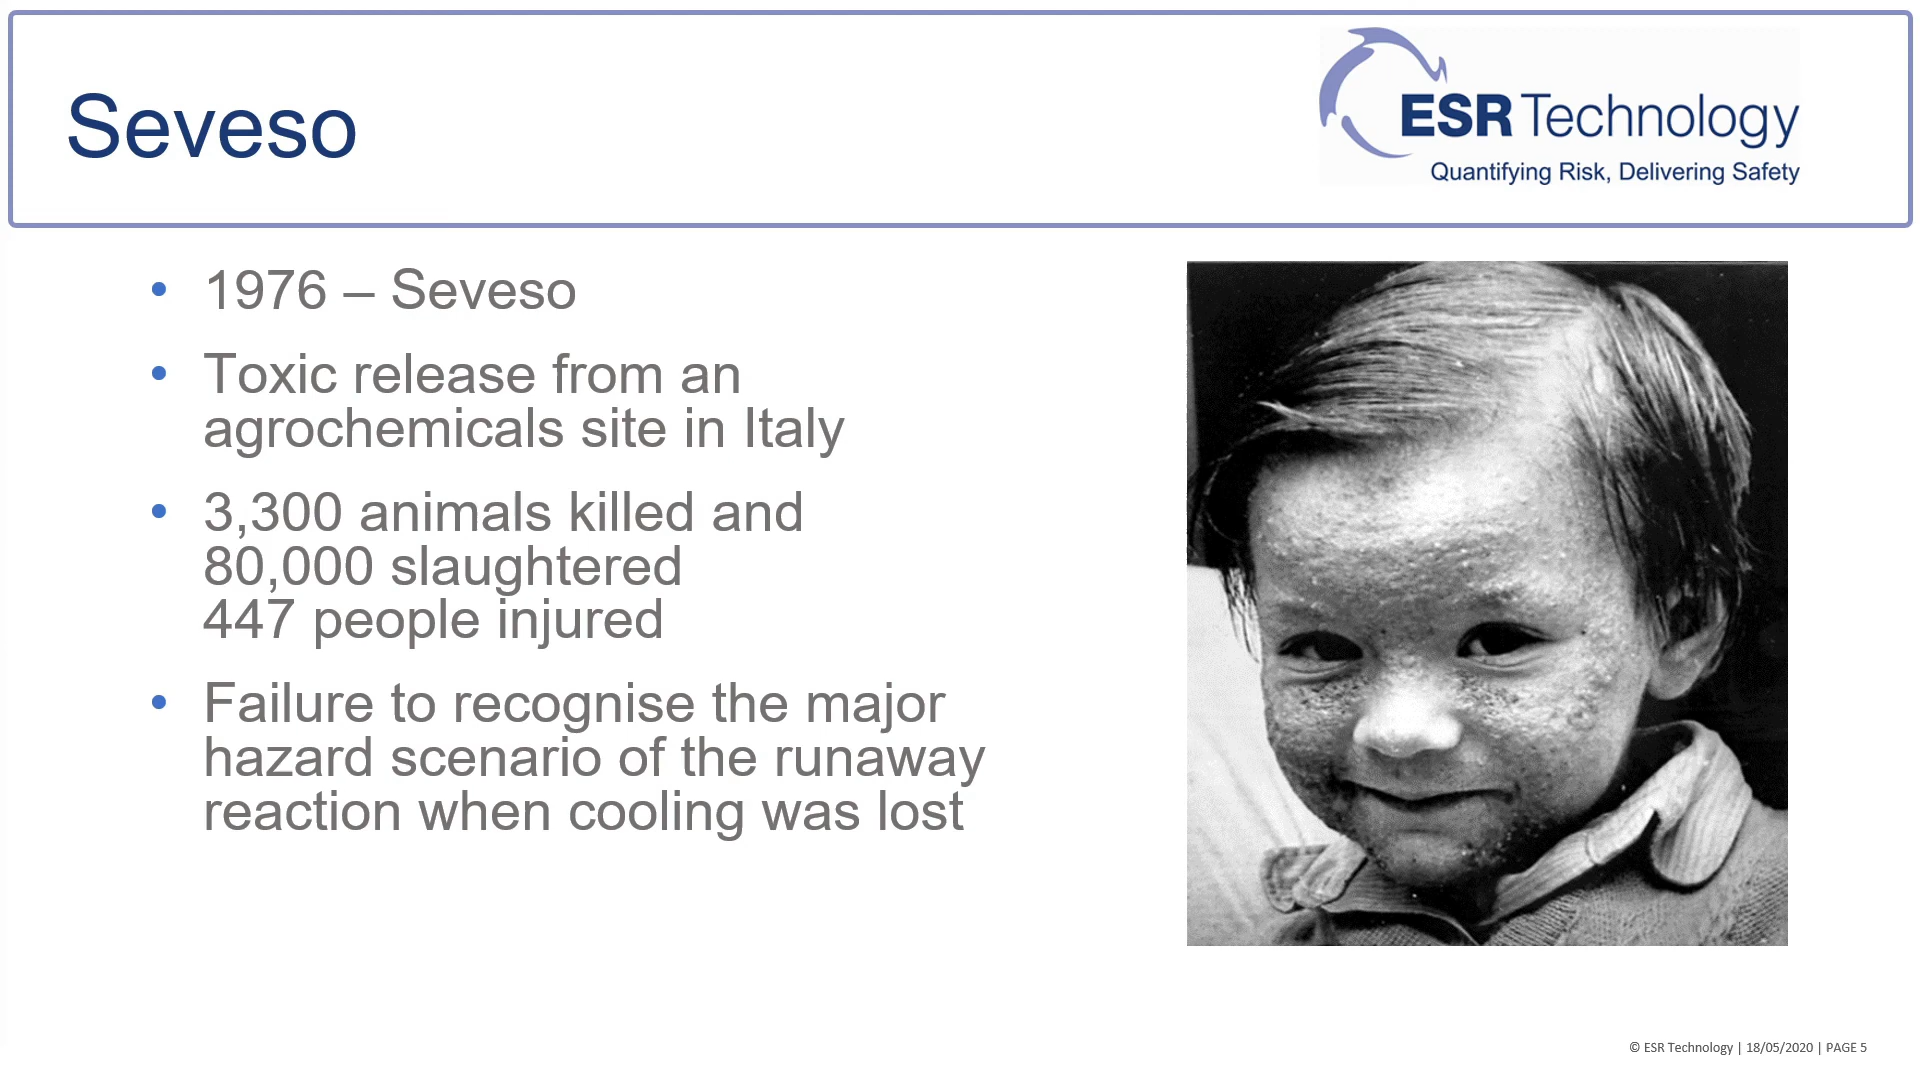 Seveso
ESR Technology
Quantifying Risk, Delivering Safety
• 1976 – Seveso
• Toxic release from an
agrochemicals site in Italy
• 3,300 animals killed and
80,000 slaughtered
447 people injured
• Failure to recognise the major
hazard scenario of the runaway
reaction when cooling was lost
© ESR Technology | 18/05/2020 | PAGE 5